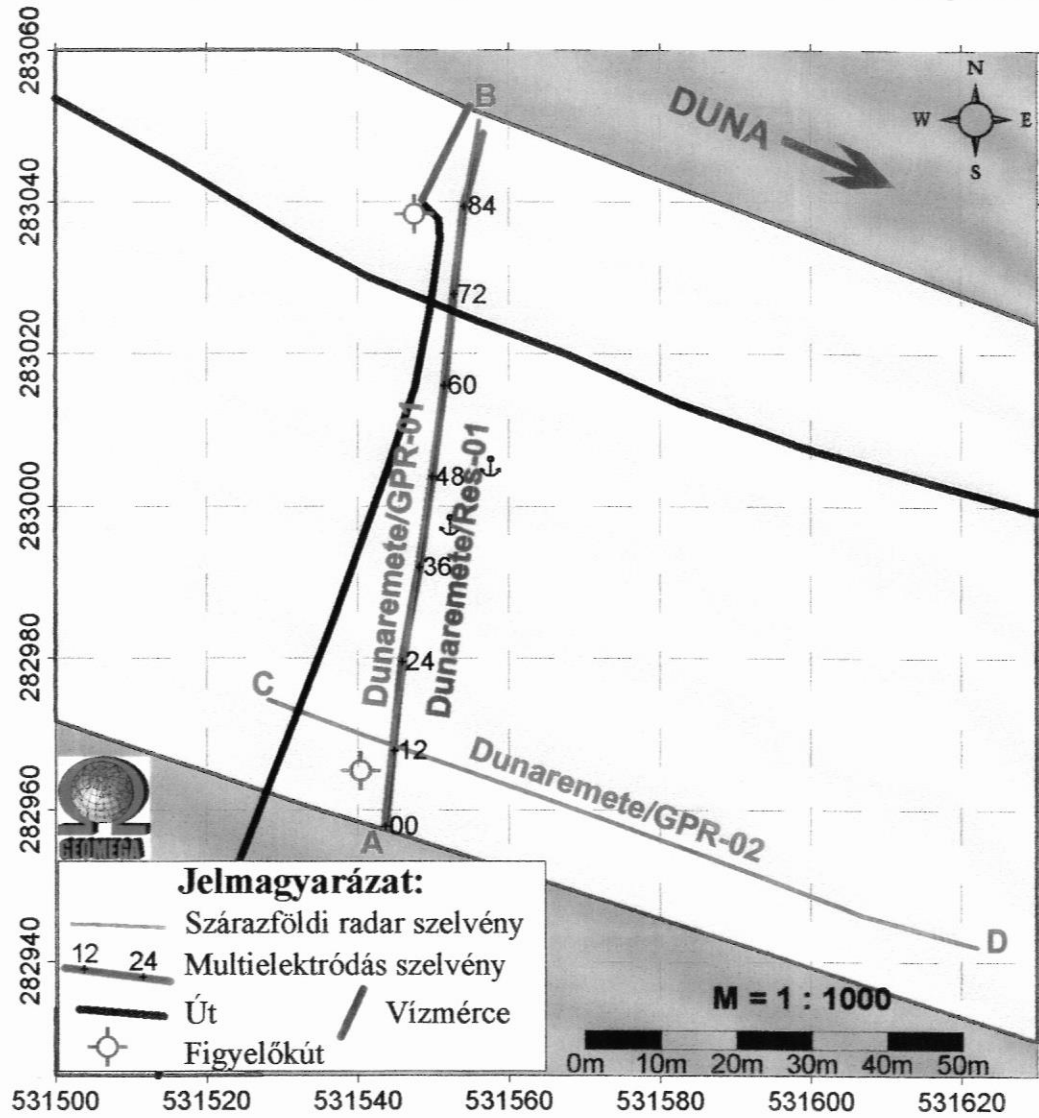 283060
283040
283020
283000
282980
282960
282940
B
DUNA
N
W
E
S
84
72
60
48
36
24
12
00
Dunaremete/GPR-01
Dunaremete/Res-01
C
Dunaremete/GPR-02
A
D
GEOMEGA
Jelmagyarázat:
Szárazföldi radar szelvény
12 24
Multielektródás szelvény
Út
Vízmérce
Figyelőkút
M = 1 : 1000
0m 10m 20m 30m 40m 50m
531500 531520 531540 531560 531580 531600 531620